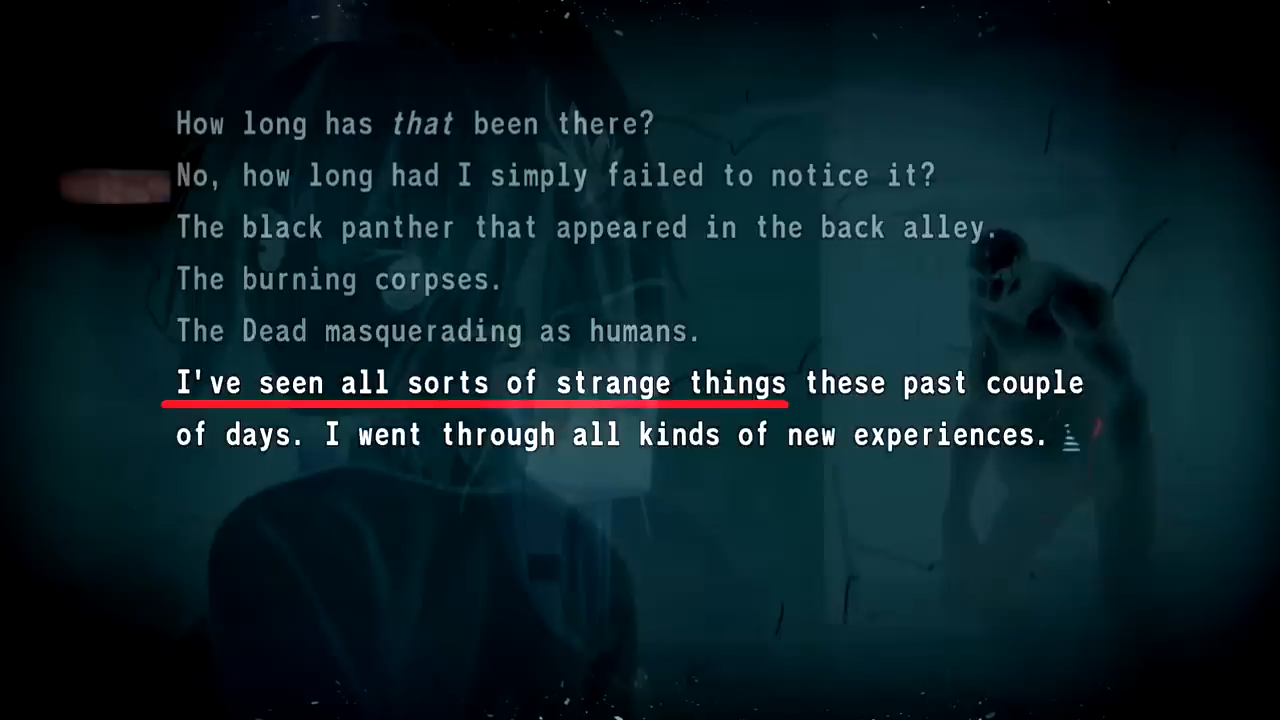 How long has that been there?
No, how long had I simply failed to notice it?
The black panther that appeared in the back alley.
The burning corpses.
The Dead masquerading as humans.
I've seen all sorts of strange things these past couple
of days. I went through all kinds of new experiences.